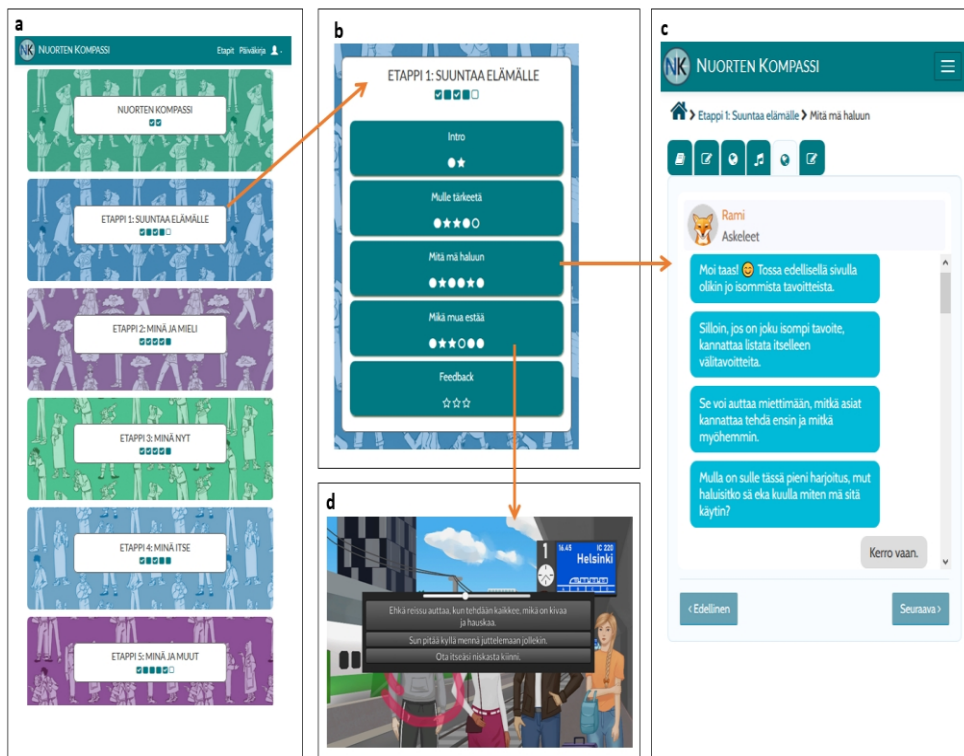 a
NK NUORTEN KOMPASSI
Etapit Päiväkirja
NUORTEN KOMPASSI
ETAPPI 1: SUUNTAA ELÄMÄLLE
ETAPPI 2: MINÄ JA MIELI
ETAPPI 3: MINÄ NYT
ETAPPI 4: MINÄ ITSE
ETAPPI 5: MINÄ JA MUUT
b
ETAPPI 1: SUUNTAA ELÄMÄLLE
Intro
Mulle tärkeetä
Mitä mä haluun
Mikä mua estää
Feedback
c
NK NUORTEN KOMPASSI
Etappi 1: Suuntaa elämälle > Mitä mä haluun
Rami
Askeleet
Moi taas! 😊 Tossa edellisellä sivulla
olikin jo isommista tavoitteista.
Silloin, jos on joku isompi tavoite,
kannattaa listata itselleen
välitavoitteita.
Se voi auttaa miettimään, mitkä asiat
kannattaa tehdä ensin ja mitkä
myöhemmin.
Mulla on sulle tässä pieni harjoitus, mut
haluisitko sä eka kuulla miten mä sitä
käytin?
Kerro vaan.
< Edellinen
Seuraava >
d
1
16.45 IC 220
Helsinki
Ehkä reissu auttaa, kun tehdään kaikkee, mikä on kivaa
ja hauskaa.
Sun pitää kyllä mennä juttelemaan jollekin.
Ota itseäsi niskasta kiinni.